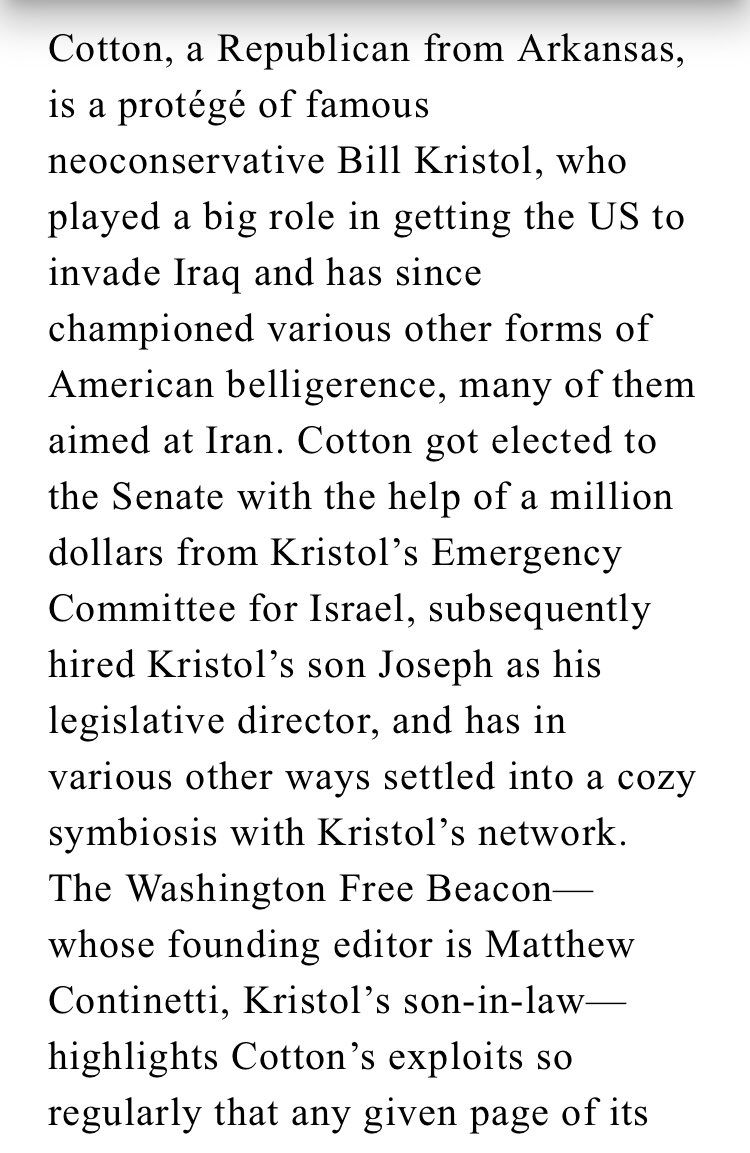 Cotton, a Republican from Arkansas,
is a protégé of famous
neoconservative Bill Kristol, who
played a big role in getting the US to
invade Iraq and has since
championed various other forms of
American belligerence, many of them
aimed at Iran. Cotton got elected to
the Senate with the help of a million
dollars from Kristol’s Emergency
Committee for Israel, subsequently
hired Kristol’s son Joseph as his
legislative director, and has in
various other ways settled into a cozy
symbiosis with Kristol’s network.
The Washington Free Beacon—
whose founding editor is Matthew
Continetti, Kristol’s son-in-law—
highlights Cotton’s exploits so
regularly that any given page of its